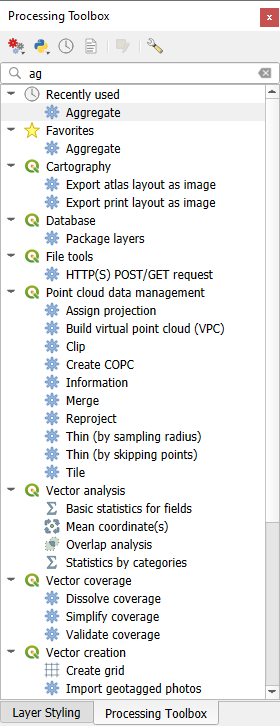 Processing Toolbox
ag
Recently used
Aggregate
Favorites
Aggregate
Cartography
Export atlas layout as image
Export print layout as image
Database
Package layers
File tools
HTTP(S) POST/GET request
Point cloud data management
Assign projection
Build virtual point cloud (VPC)
Clip
Create COPC
Information
Merge
Reproject
Thin (by sampling radius)
Thin (by skipping points)
Tile
Vector analysis
Basic statistics for fields
Mean coordinate(s)
Overlap analysis
Statistics by categories
Vector coverage
Dissolve coverage
Simplify coverage
Validate coverage
Vector creation
Create grid
Import geotagged photos
Layer Styling
Processing Toolbox